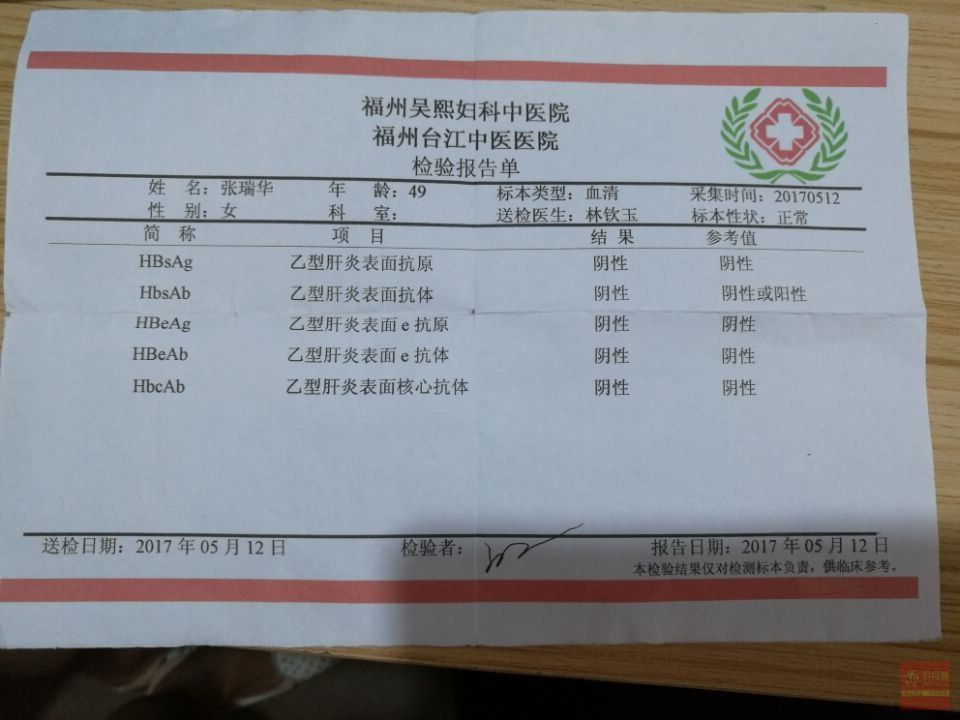 福州吴熙妇科中医院
福州台江中医医院
检验报告单
姓 名：张瑞华 年 龄：49 标本类型：血清 采集时间：20170512
性 别：女 科 室： 送检医生：林钦玉 标本性状：正常
简 称 项 目 结 果 参考值
HBsAg 乙型肝炎表面抗原 阴性 阴性
HbsAb 乙型肝炎表面抗体 阴性 阴性或阳性
HBeAg 乙型肝炎表面 e 抗原 阴性 阴性
HBeAb 乙型肝炎表面 e 抗体 阴性 阴性
HbcAb 乙型肝炎表面核心抗体 阴性 阴性
送检日期：2017 年 05 月 12 日 检验者： 报告日期：2017 年 05 月 12 日
本检验结果仅对检测标本负责，供临床参考。